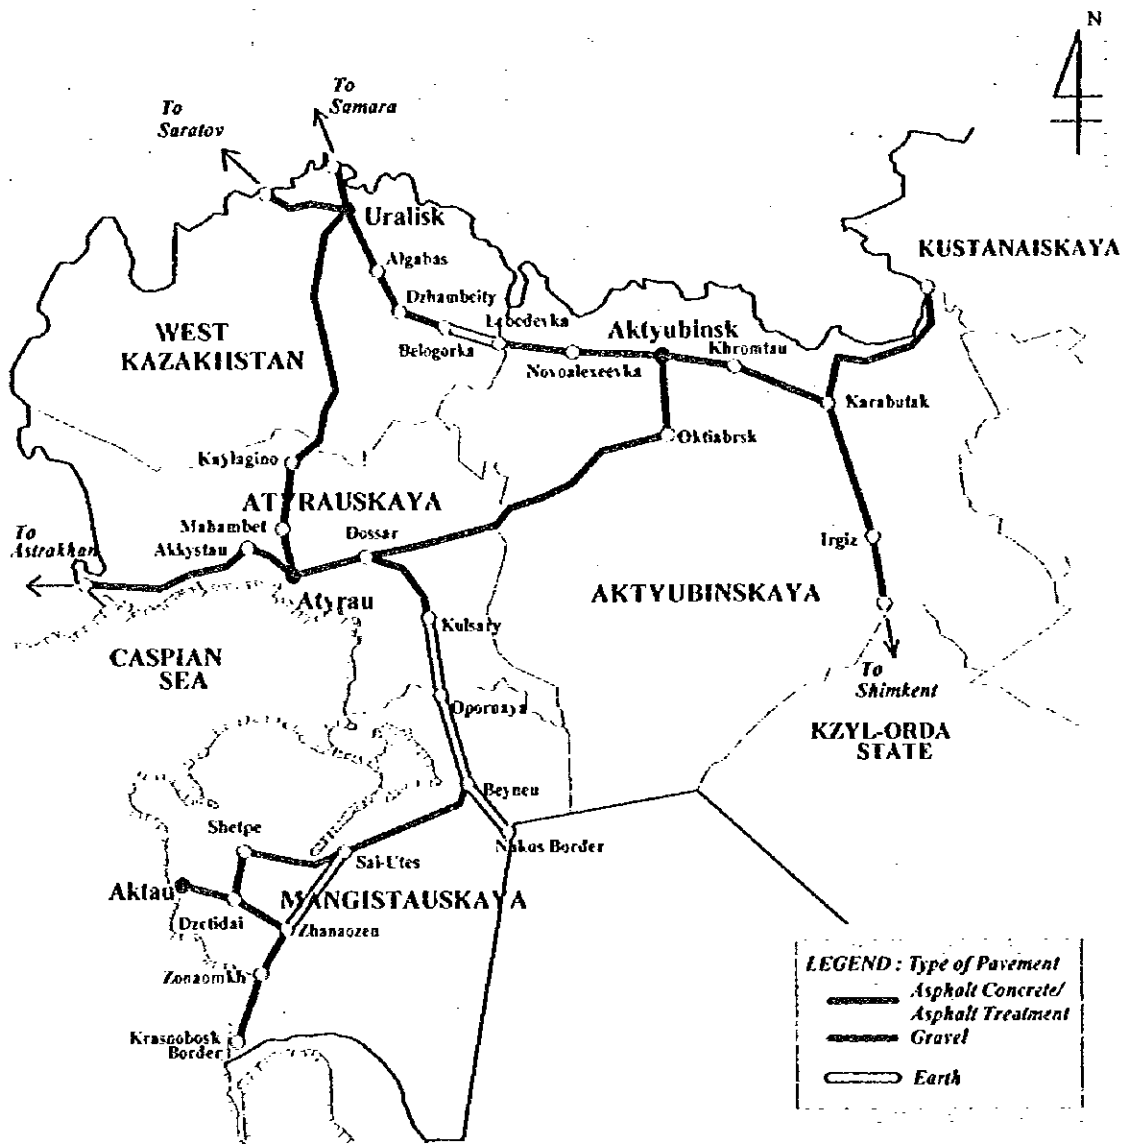 N
To
Samara
To
Saratov
Uralisk
KUSTANAISKAYA
Algabas
Dzhambeity
Lebedevka
WEST
KAZAKHSTAN
Aktyubinsk
Belogorka
Khromtau
Novoalexeevka
Karabutak
Oktiabrsk
Kaylagino
ATYRAUSKAYA
Mahambet
Dossar
To
Astrakhan
Akkystau
Irgiz
Atyrau
AKTYUBINSKAYA
Kulsary
CASPIAN
SEA
To
Shimkent
Opornaya
KZYL-ORDA
STATE
Beyneu
Shetpe
Nukus Border
Sai-Utes
Aktau
MANGISTAUSKAYA
Dzetidai
Zhanaozen
LEGEND : Type of Pavement
Zonaomkh
Asphalt Concrete/
Asphalt Treatment
Krasnobosk
Border
Gravel
Earth